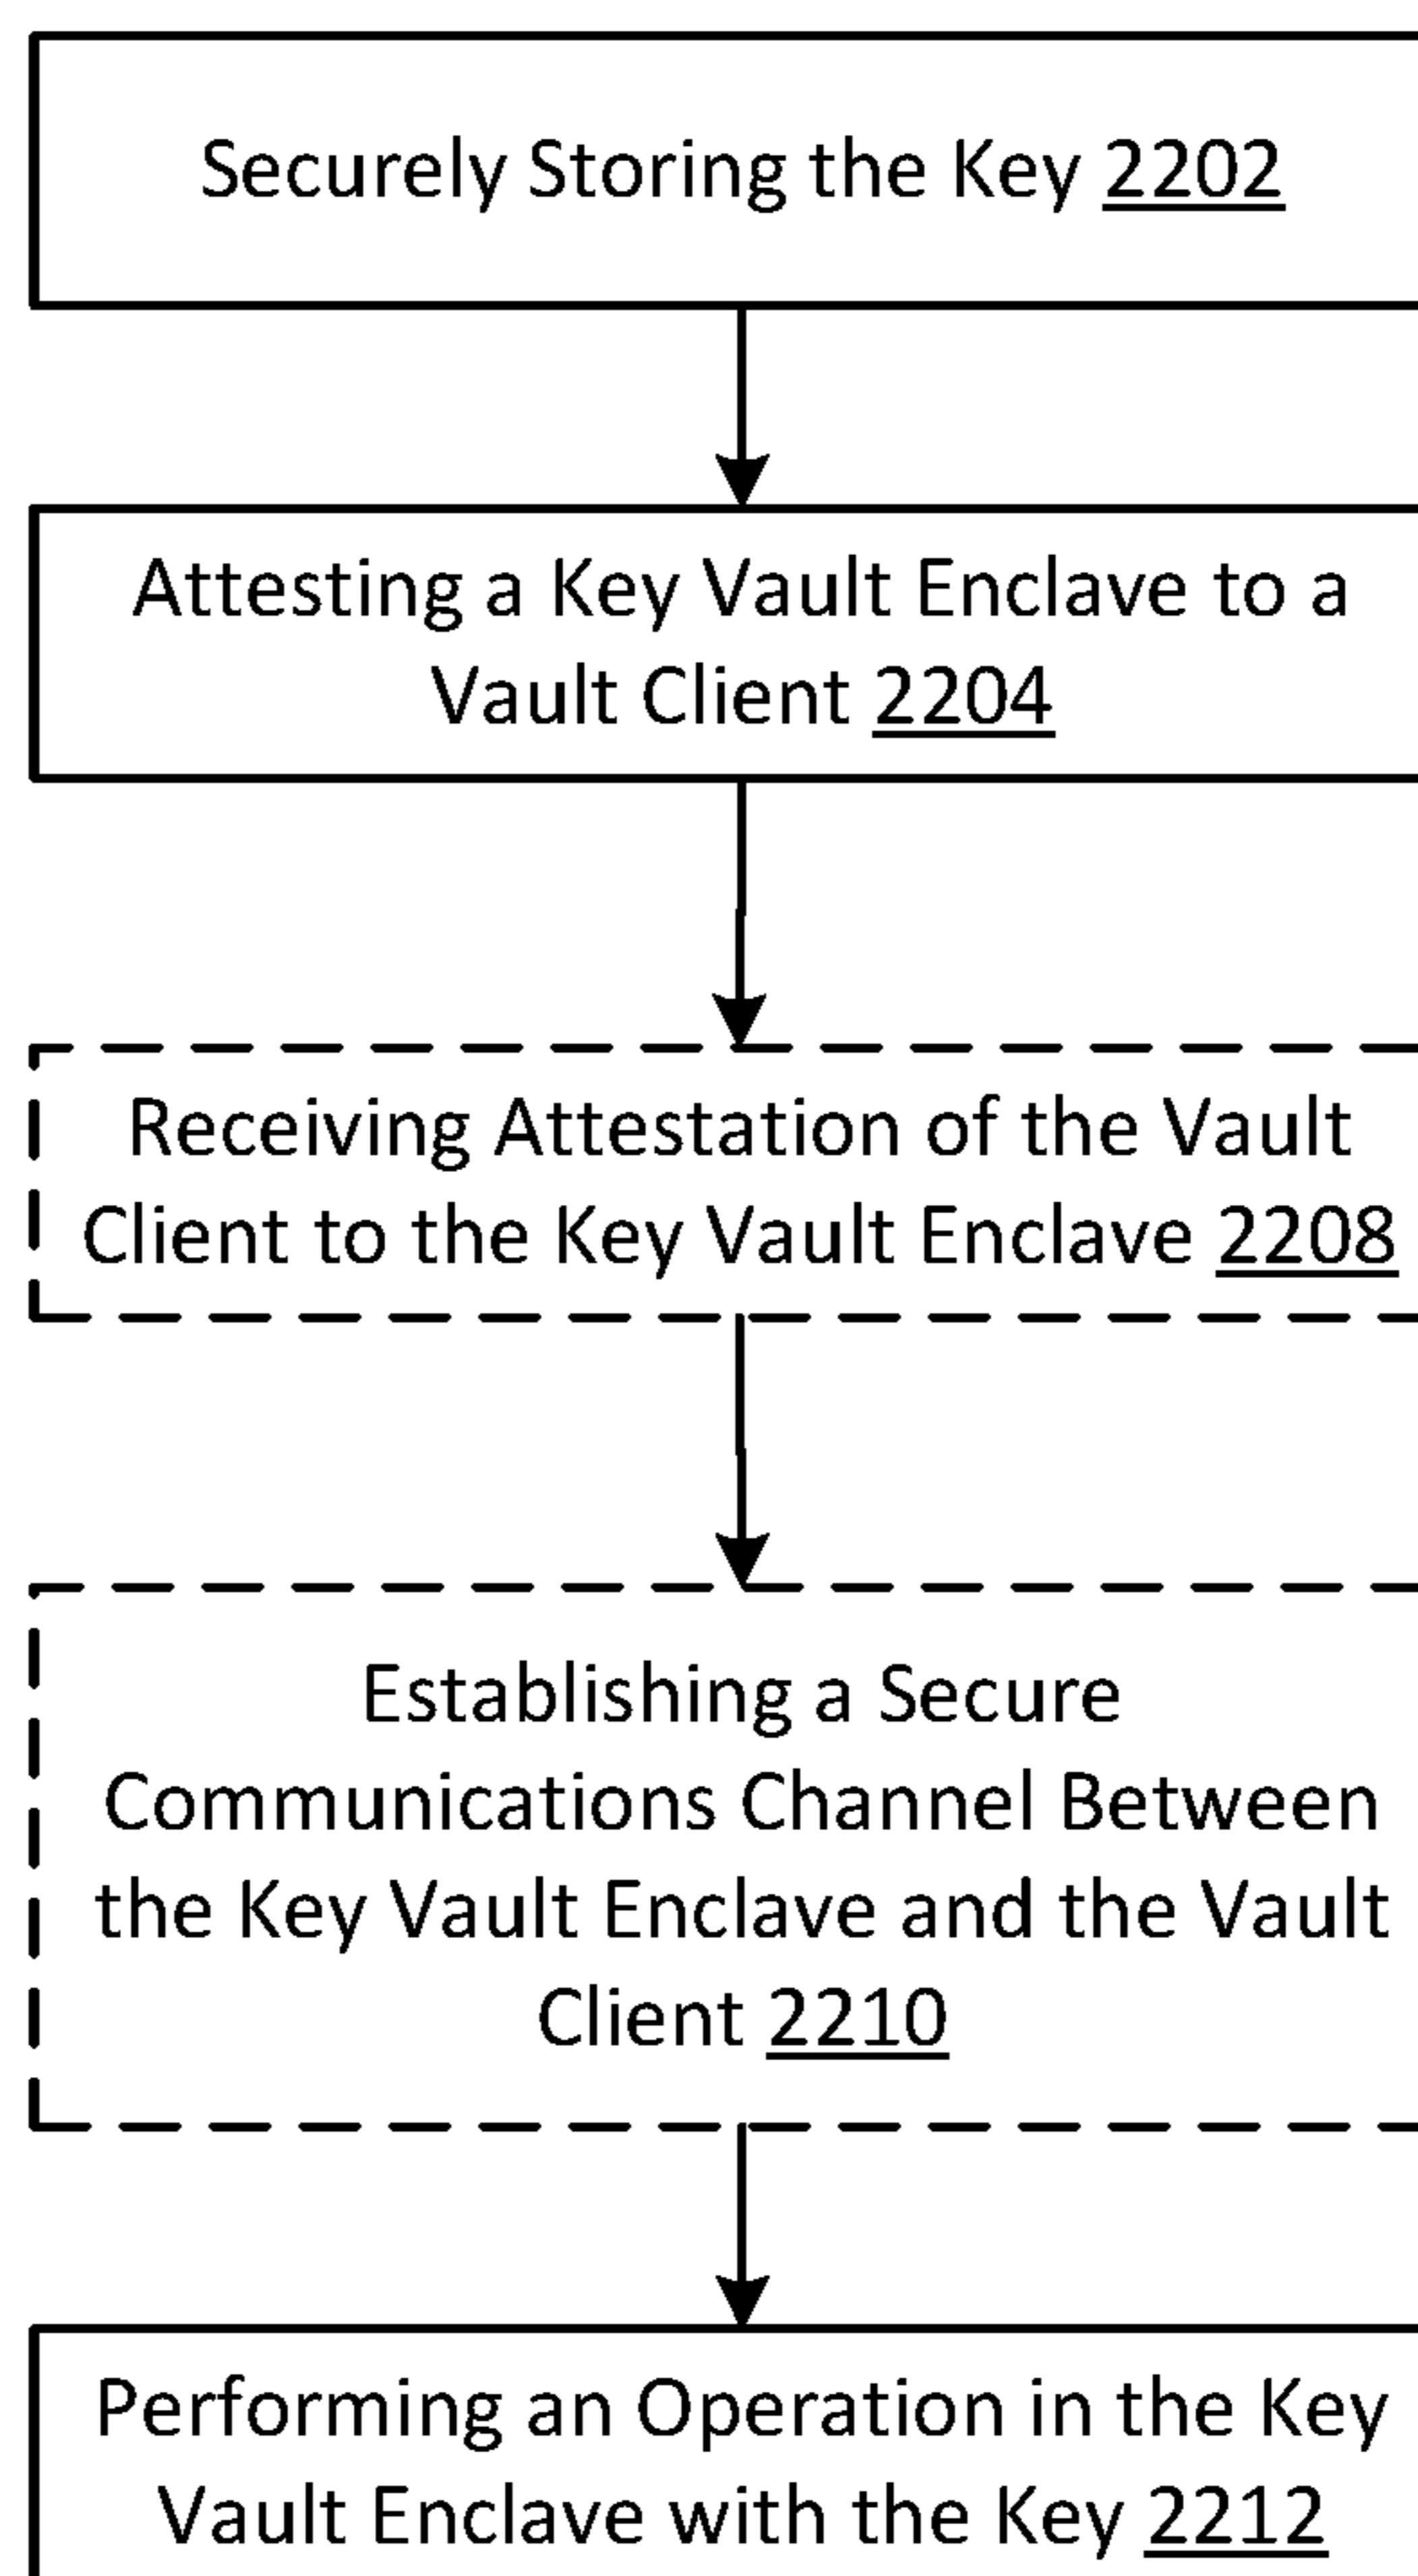 Securely Storing the Key 2202
Attesting a Key Vault Enclave to a
Vault Client 2204
Receiving Attestation of the Vault
Client to the Key Vault Enclave 2208
Establishing a Secure
Communications Channel Between
the Key Vault Enclave and the Vault
Client 2210
Performing an Operation in the Key
Vault Enclave with the Key 2212